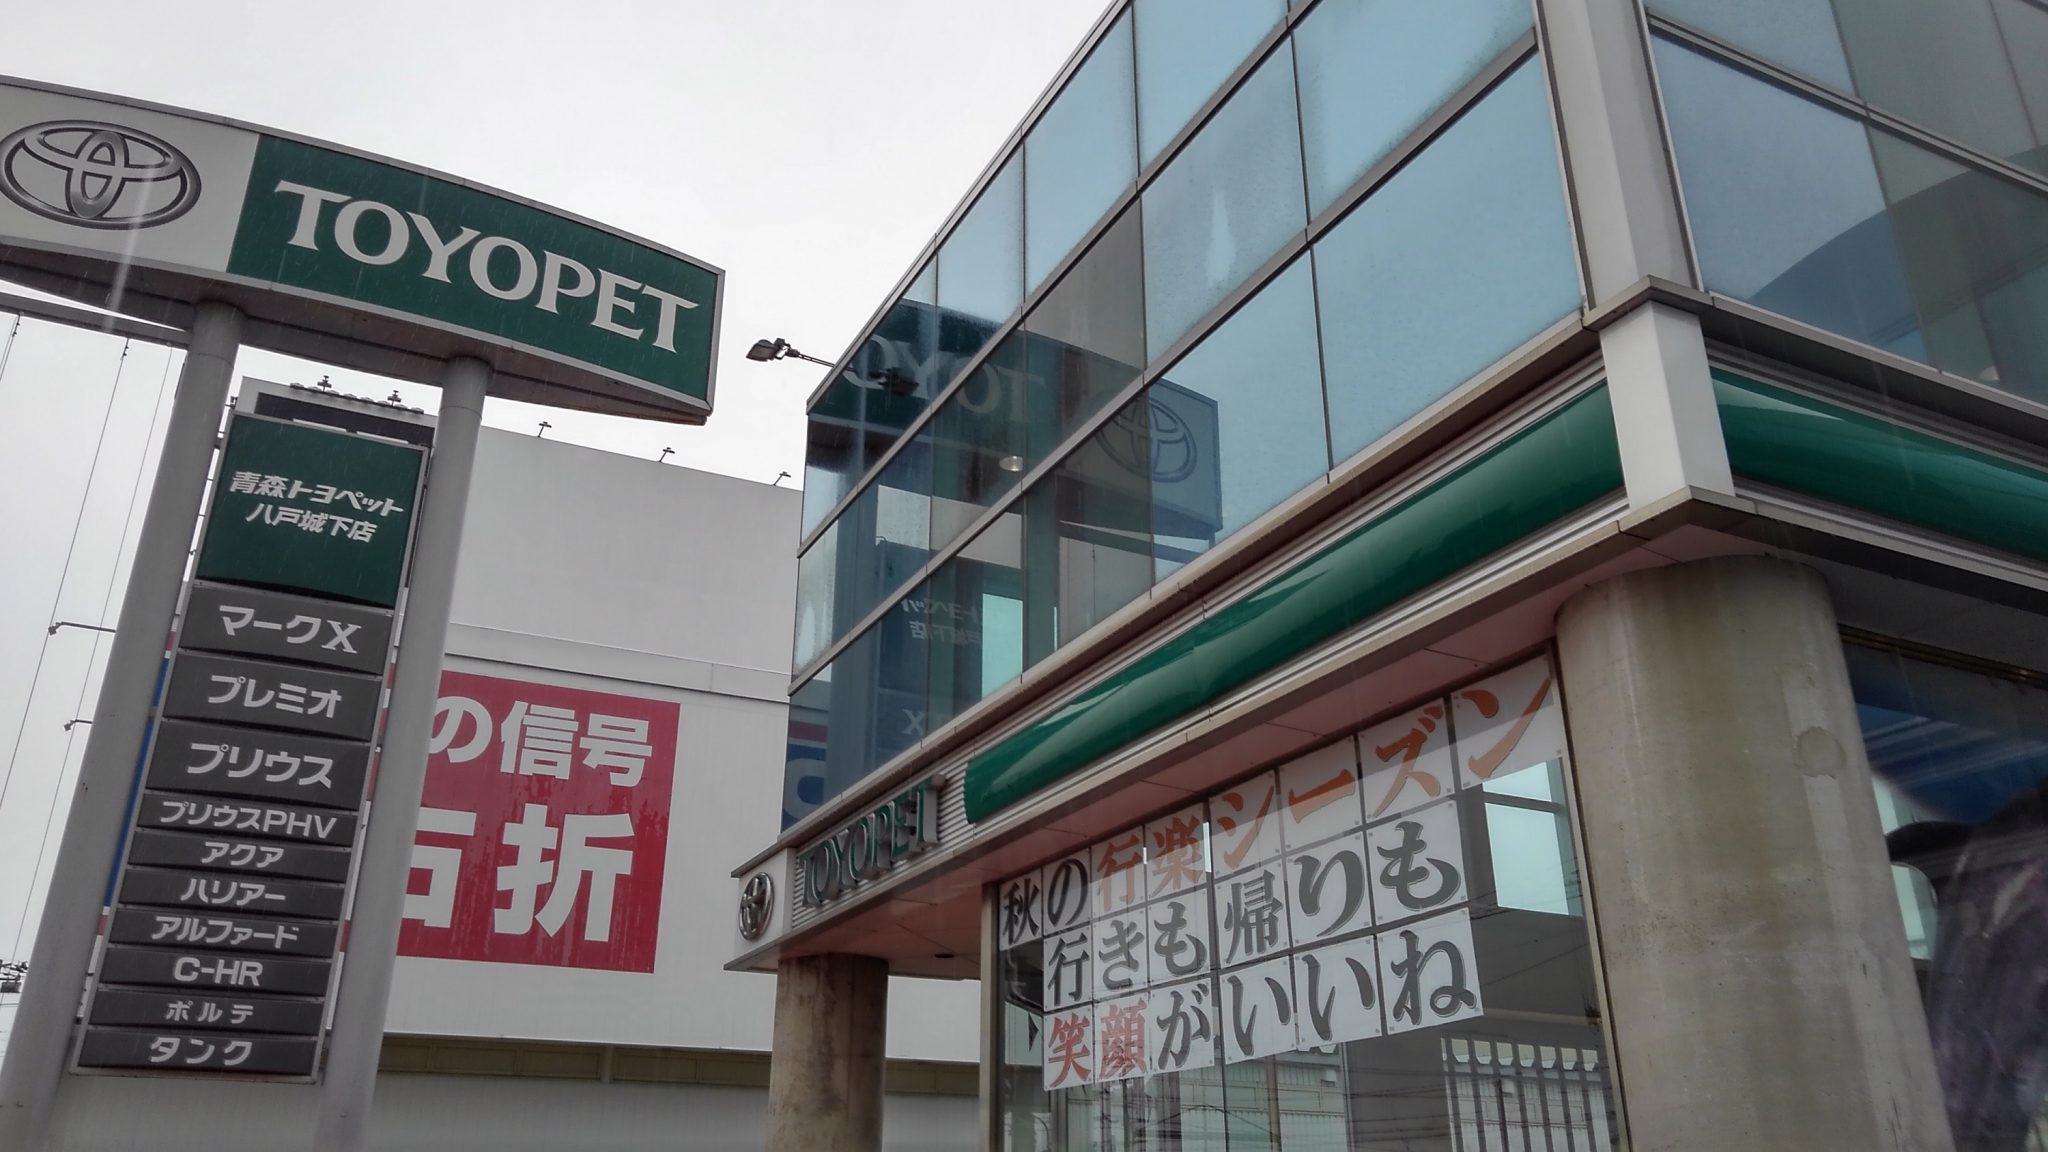 TOYOPET
青森トヨペット
八戸城下店
マークX
プレミオ
プリウス
プリウスPHV
アクア
ハリアー
アルファード
C-HR
ポルテ
タンク
の信号
右折
TOYOPET
秋の行楽シーズン
行きも帰りも
笑顔がいいね